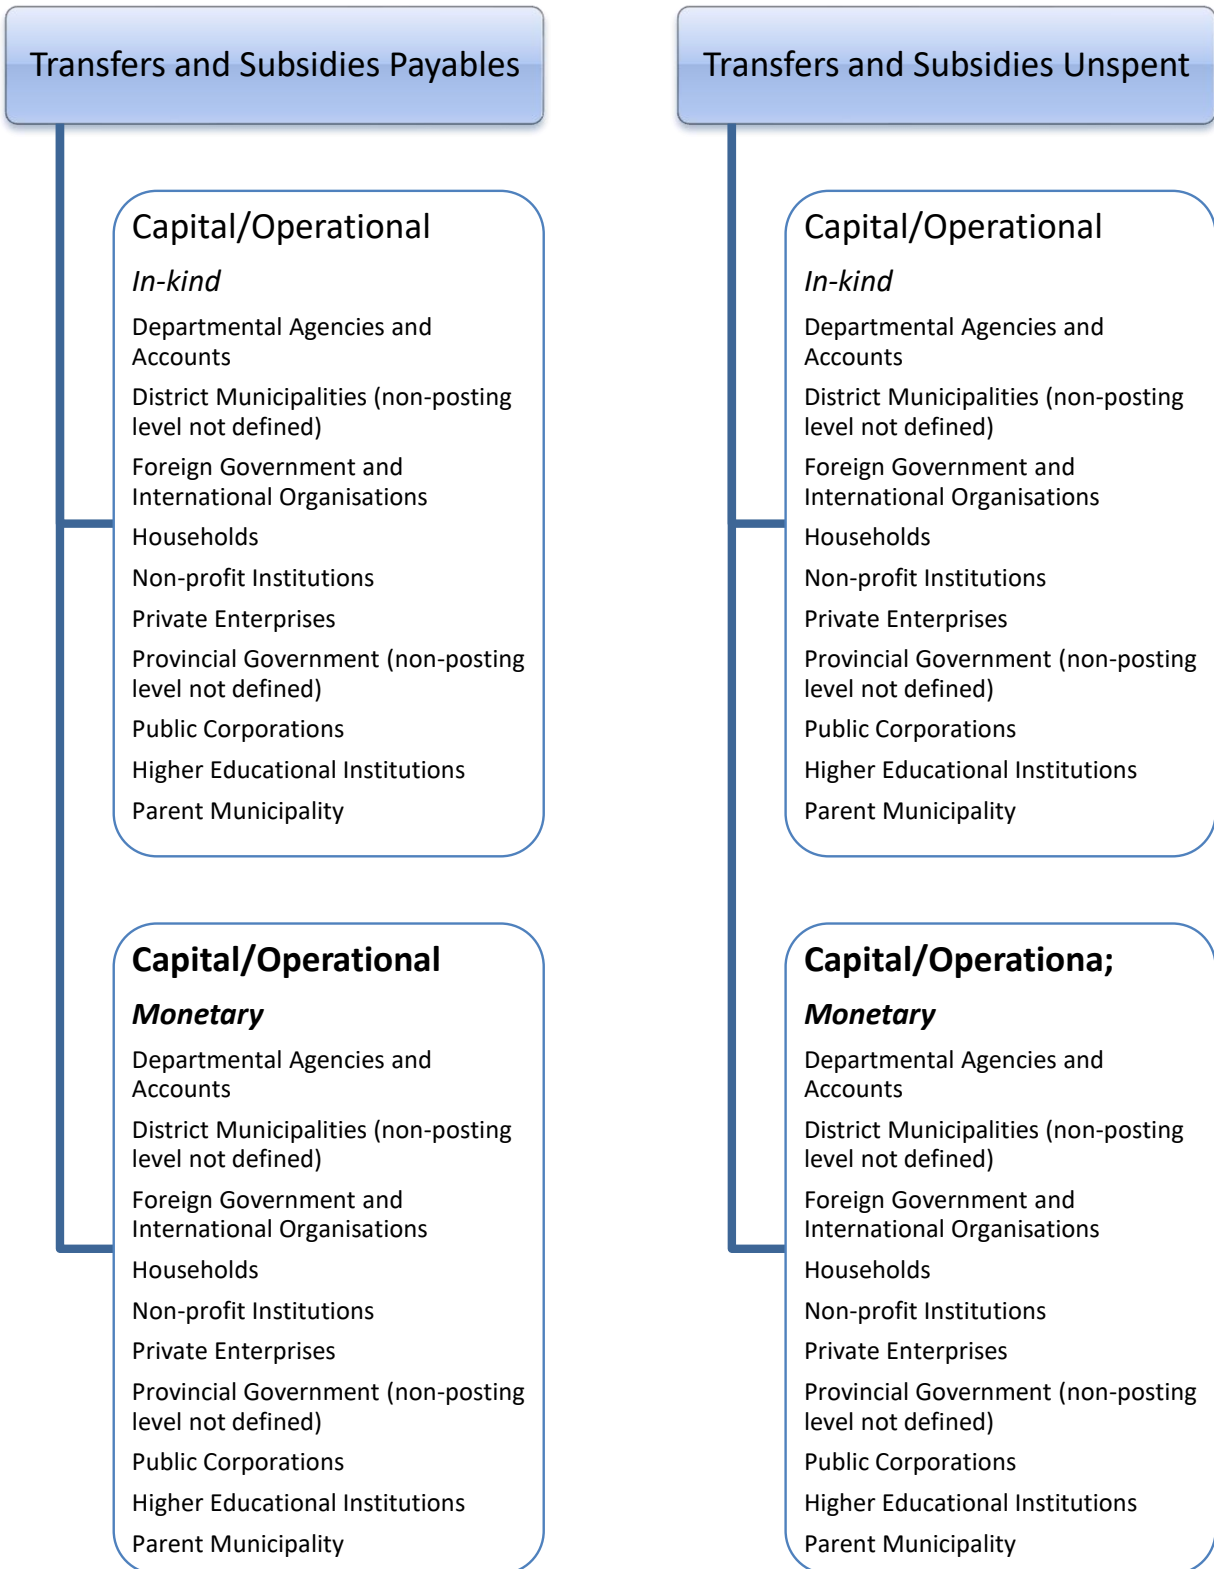 Transfers and Subsidies Payables
Capital/Operational
In-kind
Departmental Agencies and
Accounts
District Municipalities (non-posting
level not defined)
Foreign Government and
International Organisations
Households
Non-profit Institutions
Private Enterprises
Provincial Government (non-posting
level not defined)
Public Corporations
Higher Educational Institutions
Parent Municipality
Capital/Operational
Monetary
Departmental Agencies and
Accounts
District Municipalities (non-posting
level not defined)
Foreign Government and
International Organisations
Households
Non-profit Institutions
Private Enterprises
Provincial Government (non-posting
level not defined)
Public Corporations
Higher Educational Institutions
Parent Municipality
Transfers and Subsidies Unspent
Capital/Operational
In-kind
Departmental Agencies and
Accounts
District Municipalities (non-posting
level not defined)
Foreign Government and
International Organisations
Households
Non-profit Institutions
Private Enterprises
Provincial Government (non-posting
level not defined)
Public Corporations
Higher Educational Institutions
Parent Municipality
Capital/Operationa;
Monetary
Departmental Agencies and
Accounts
District Municipalities (non-posting
level not defined)
Foreign Government and
International Organisations
Households
Non-profit Institutions
Private Enterprises
Provincial Government (non-posting
level not defined)
Public Corporations
Higher Educational Institutions
Parent Municipality